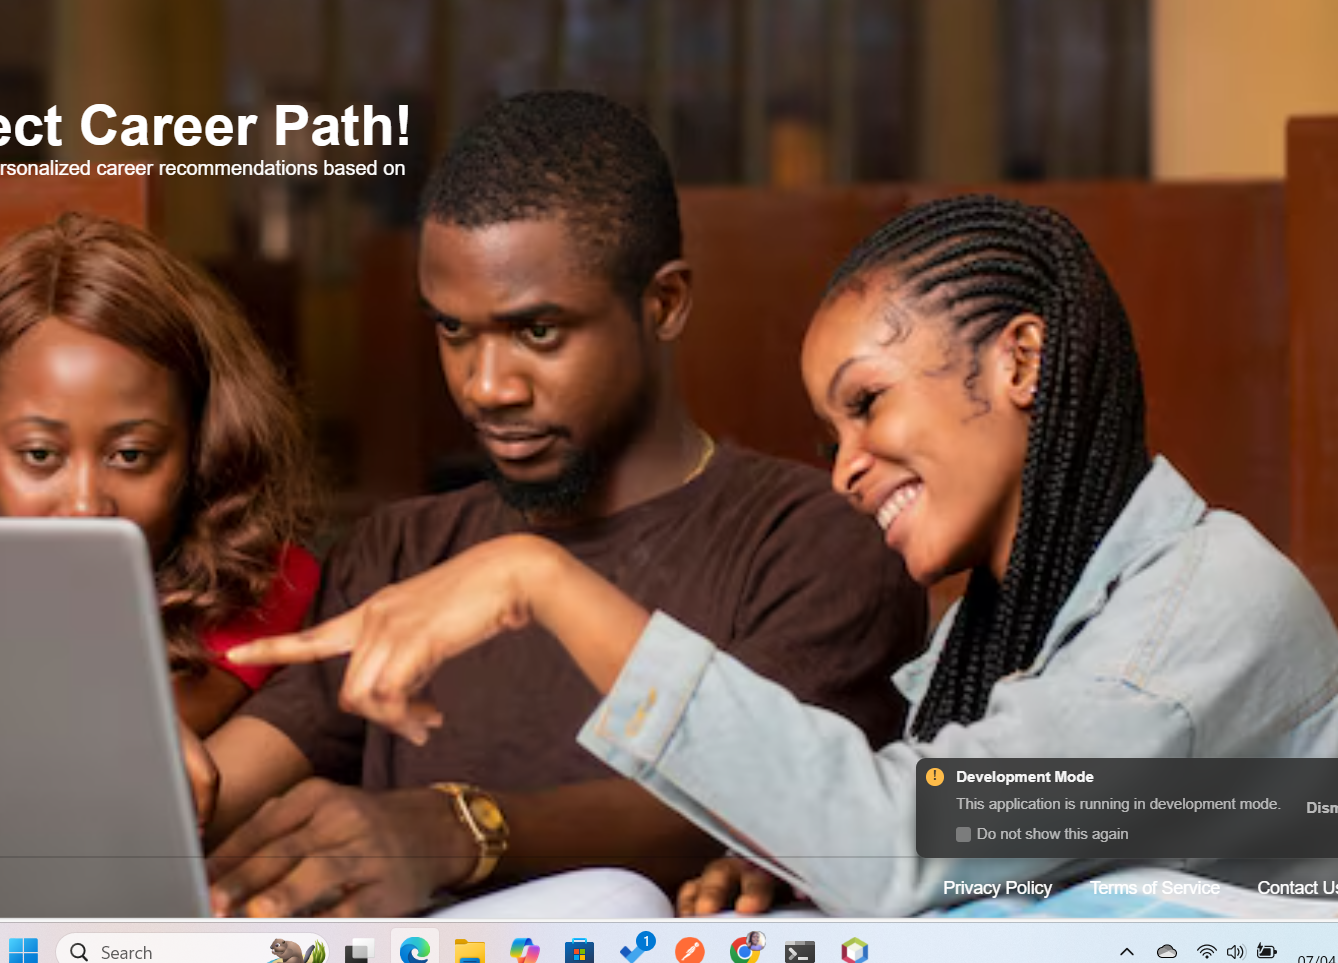 ect Career Path!
rsonalized career recommendations based on
Development Mode
This application is running in development mode.
Dism
Do not show this again
Privacy Policy
Terms of Service
Contact Us
Search
1
07/04